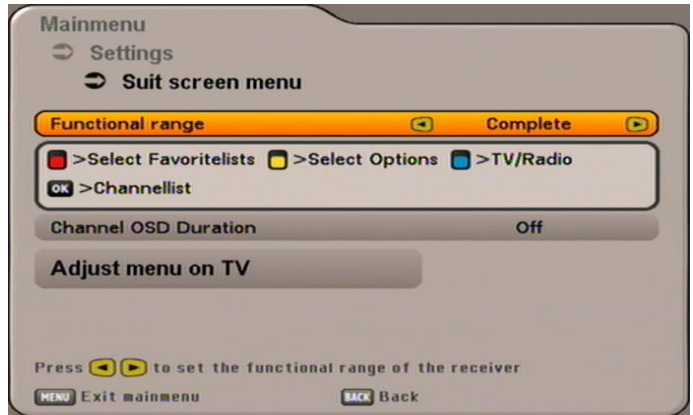 Mainmenu
Settings
Suit screen menu
Functional range Complete
>Select Favoritelists >Select Options >TV/Radio
OK >Channellist
Channel OSD Duration Off
Adjust menu on TV
Press to set the functional range of the receiver
MENU Exit mainmenu BACK Back